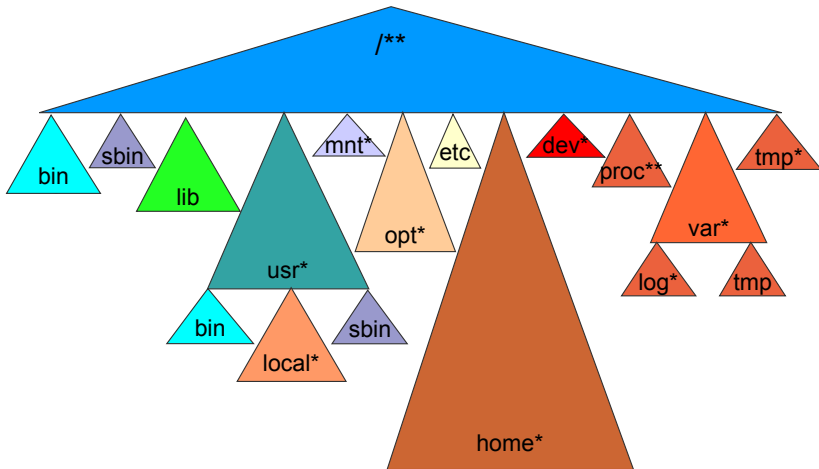 /**
bin
sbin
lib
usr*
mnt*
opt*
etc
home*
dev*
proc**
var*
tmp*
bin
local*
sbin
log*
tmp